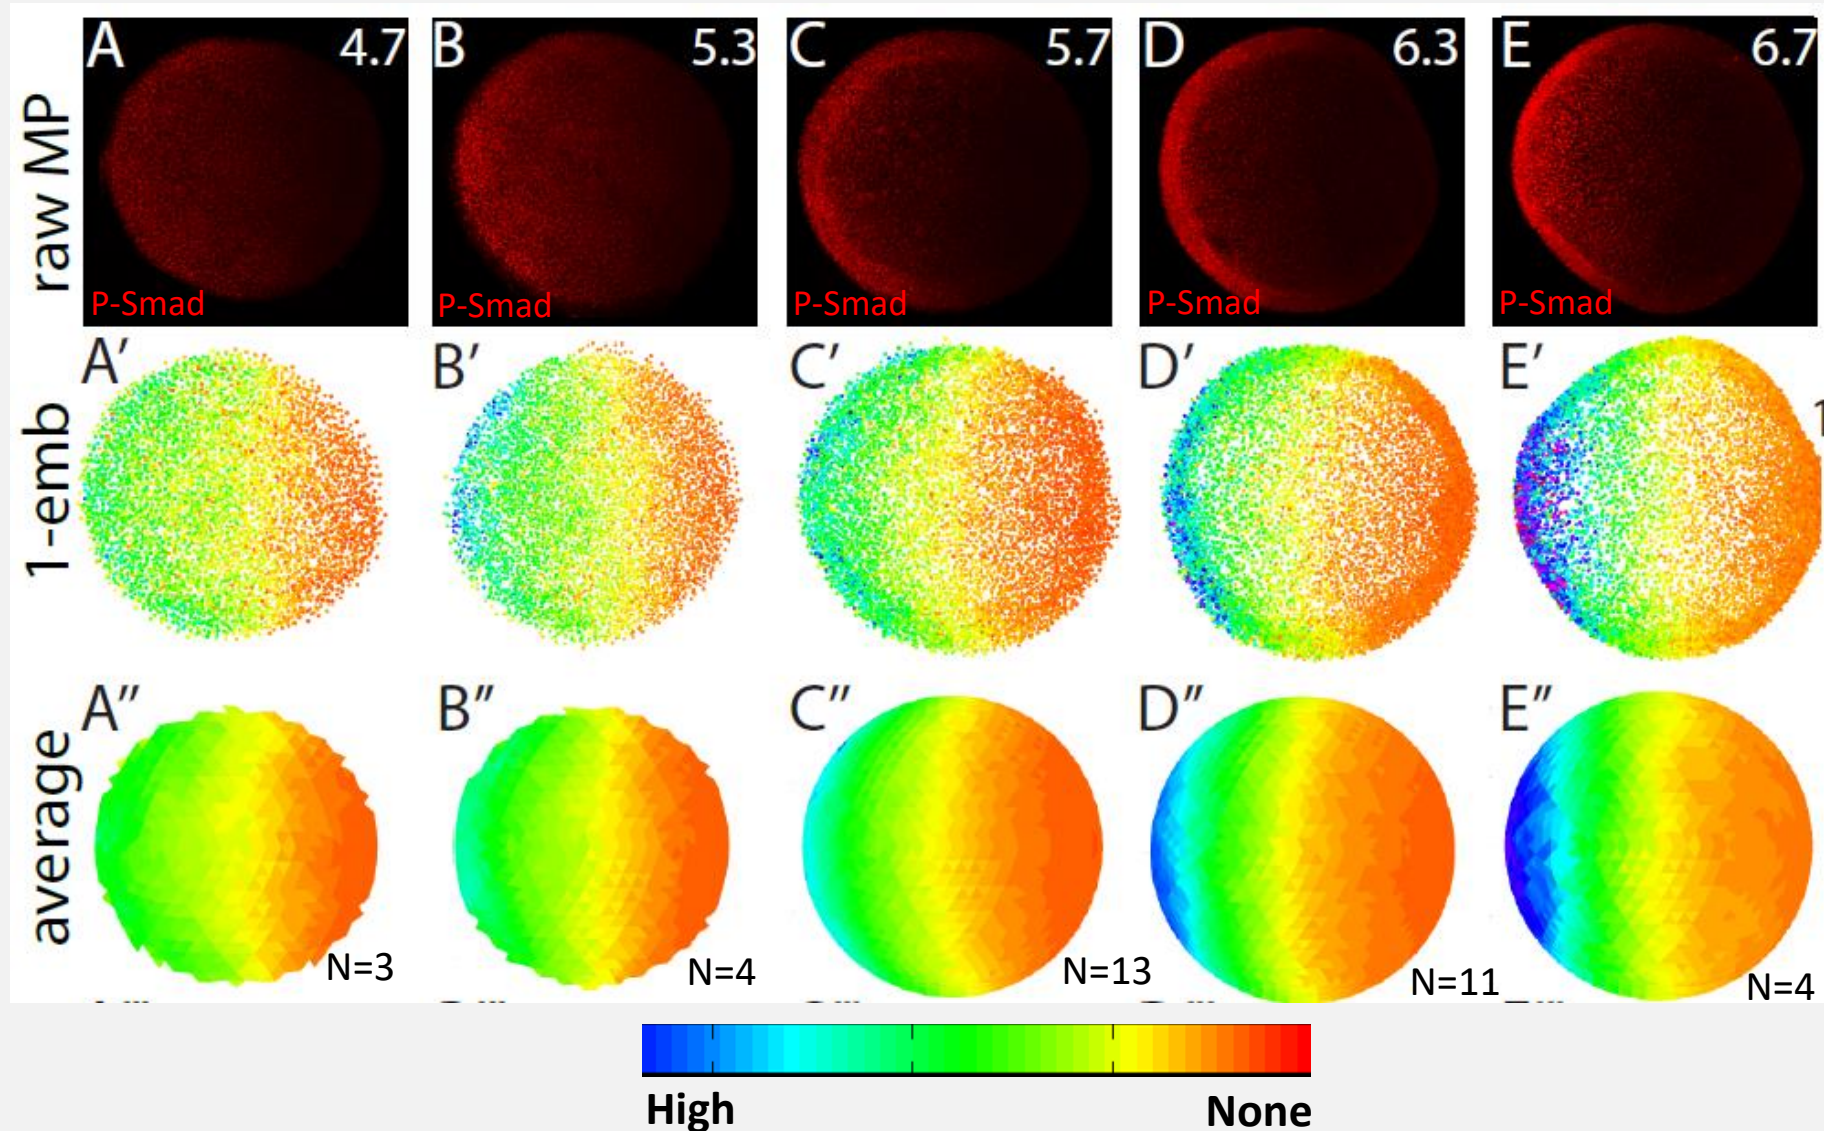 A 4.7 B 5.3 C 5.7 D 6.3 E 6.7
raw MP
P-Smad P-Smad P-Smad P-Smad P-Smad
A′ B′ C′ D′ E′
1-emb
1
A″ B″ C″ D″ E″
average
N=3 N=4 N=13 N=11 N=4
High None